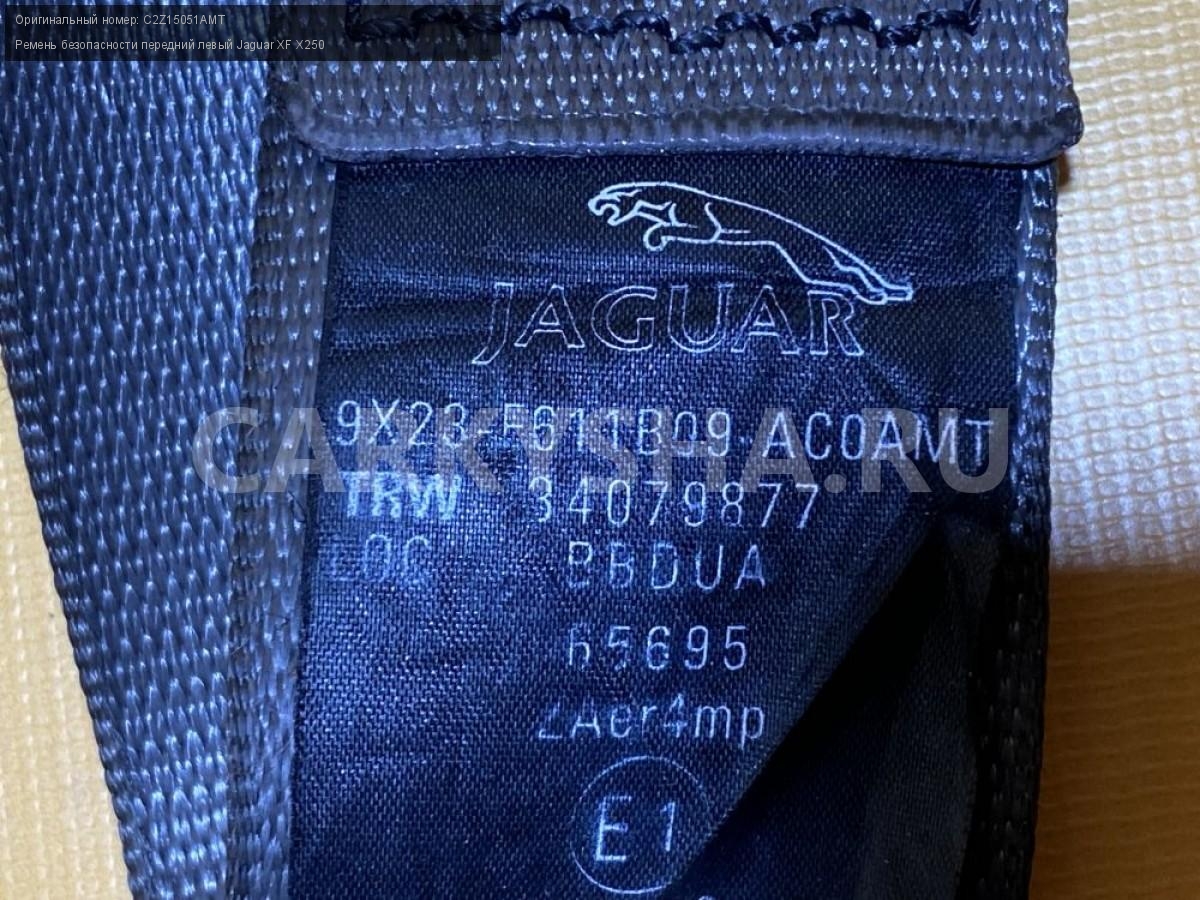 Оригинальный номер: C2Z15051AMT
Ремень безопасности передний левый Jaguar XF X250
JAGUAR
9X23-F611B09 AC0AMT
CARKYSHA.RU
TRW 34079877
BBDUA
65695
2Aer4mp
E1